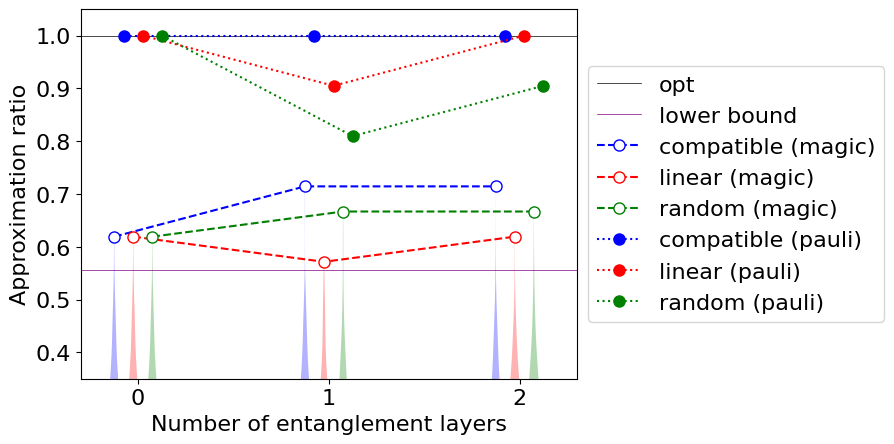 1.0
0.9
0.8
0.7
0.6
0.5
0.4
Approximation ratio
0 1 2
Number of entanglement layers
opt
lower bound
compatible (magic)
linear (magic)
random (magic)
compatible (pauli)
linear (pauli)
random (pauli)